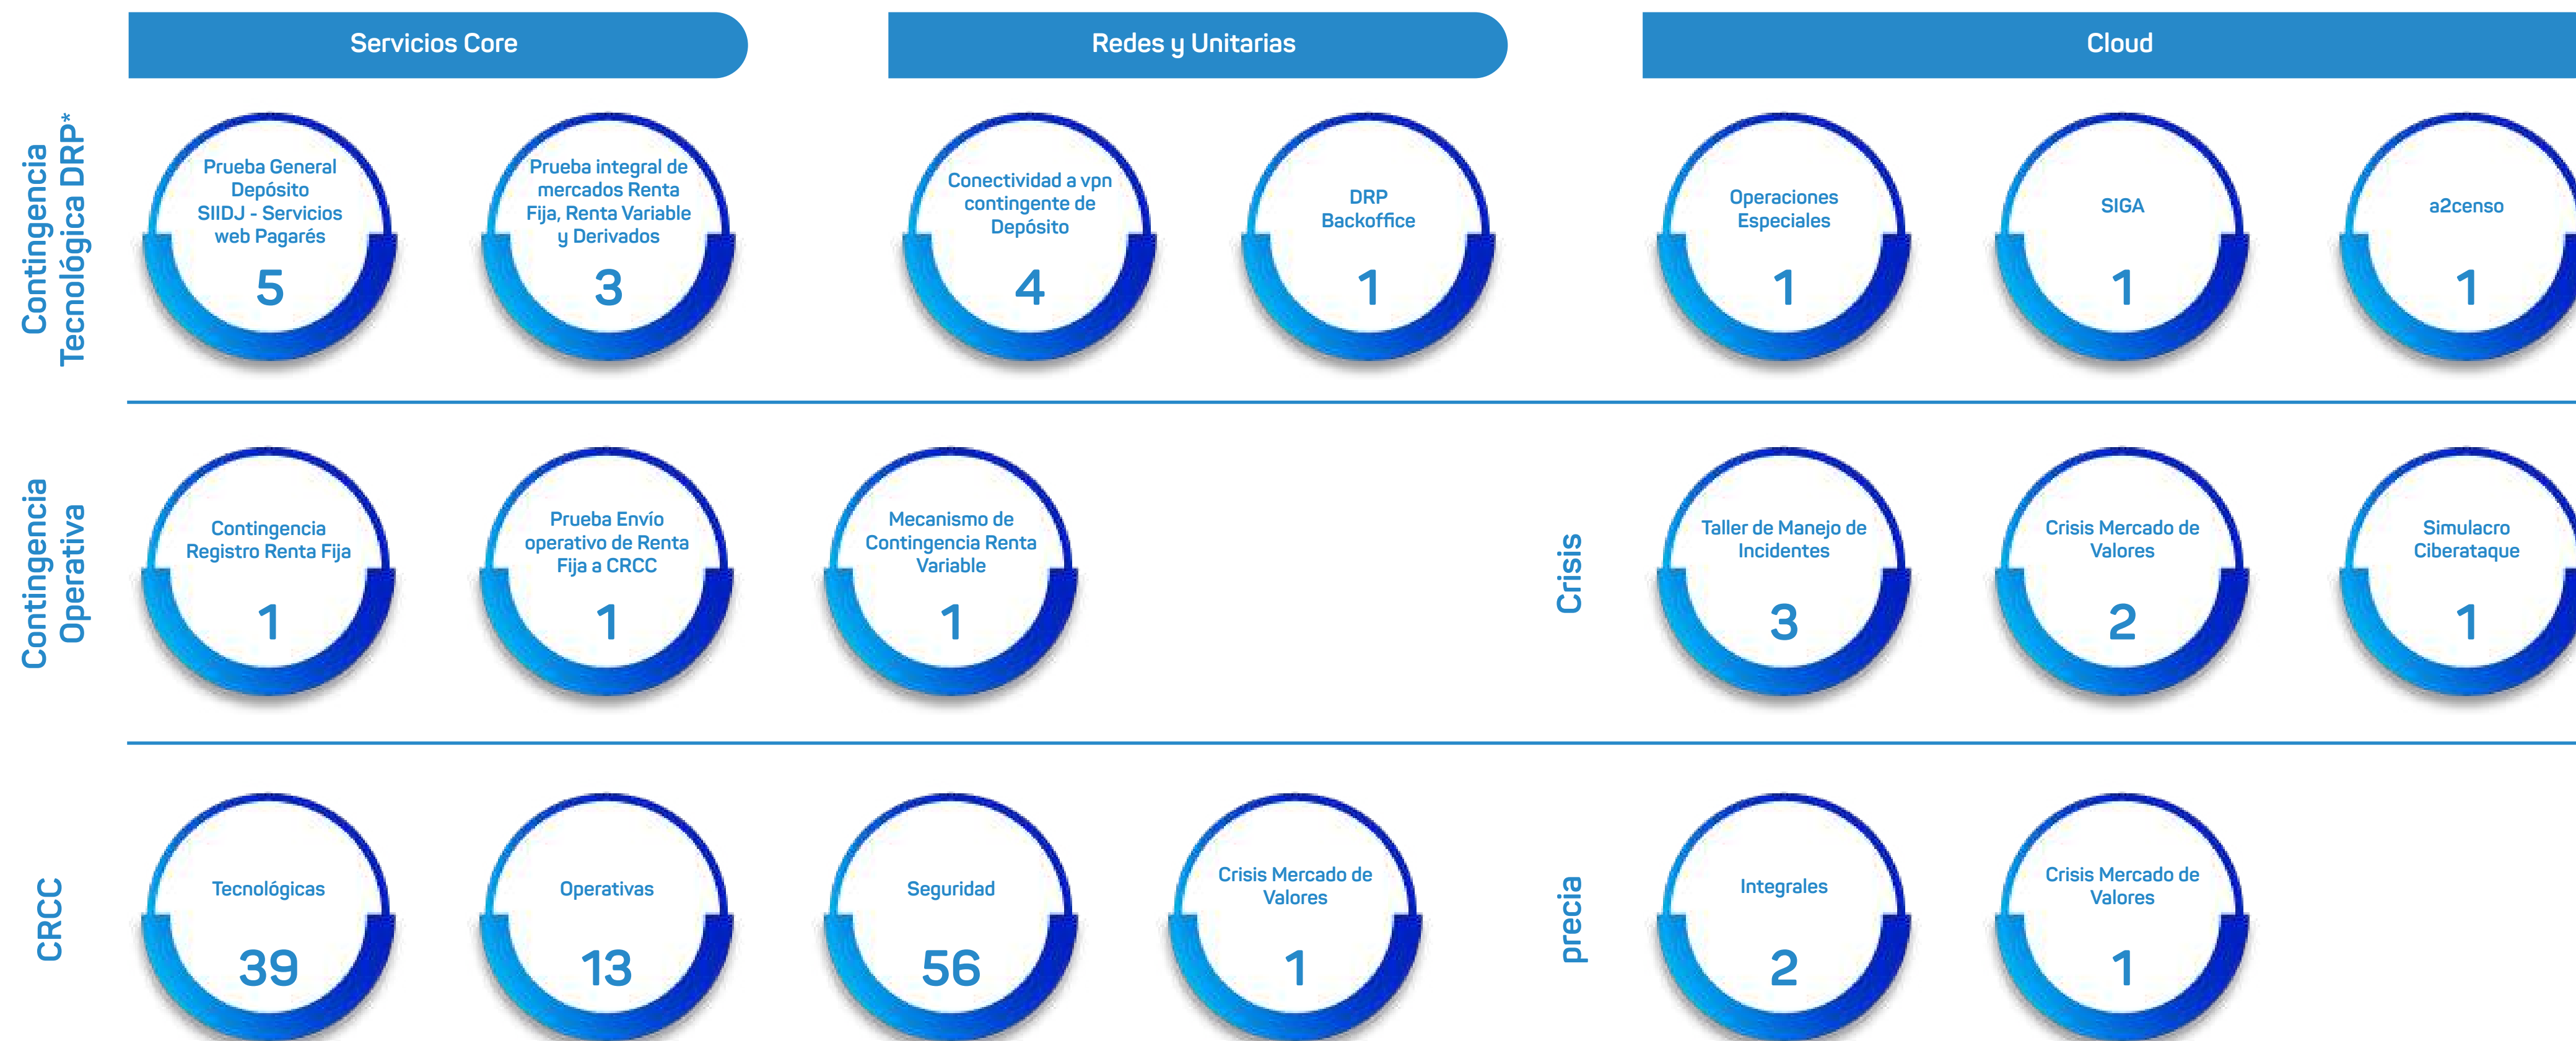 Servicios Core
Redes y Unitarias
Cloud
Contingencia
Tecnológica DRP*
Prueba General
Depósito
SIIDJ - Servicios
web Pagarés
5
Prueba integral de
mercados Renta
Fija, Renta Variable
y Derivados
3
Conectividad a vpn
contingente de
Depósito
4
DRP
Backoffice
1
Operaciones
Especiales
1
SIGA
1
a2censo
1
Contingencia
Operativa
Contingencia
Registro Renta Fija
1
Prueba Envío
operativo de Renta
Fija a CRCC
1
Mecanismo de
Contingencia Renta
Variable
1
Crisis
Taller de Manejo de
Incidentes
3
Crisis Mercado de
Valores
2
Simulacro
Ciberataque
1
CRCC
Tecnológicas
39
Operativas
13
Seguridad
56
Crisis Mercado de
Valores
1
precia
Integrales
2
Crisis Mercado de
Valores
1